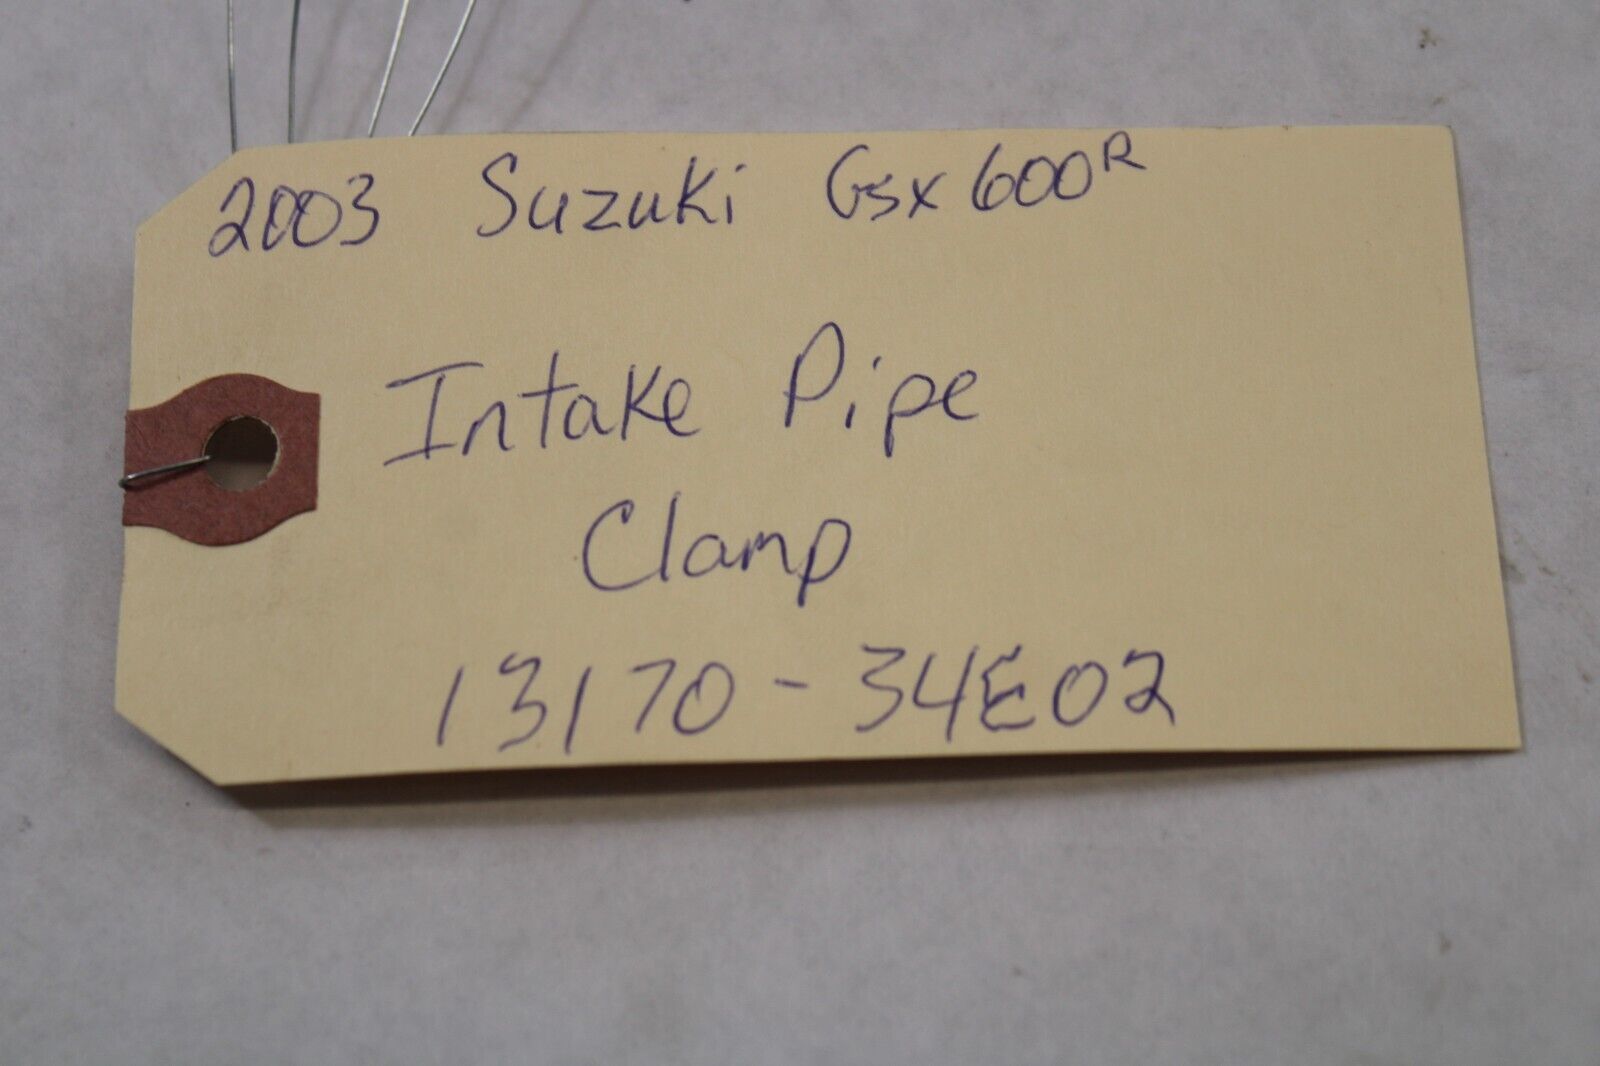 2003 Suzuki Gsx600R
Intake Pipe
Clamp
13170-34E02